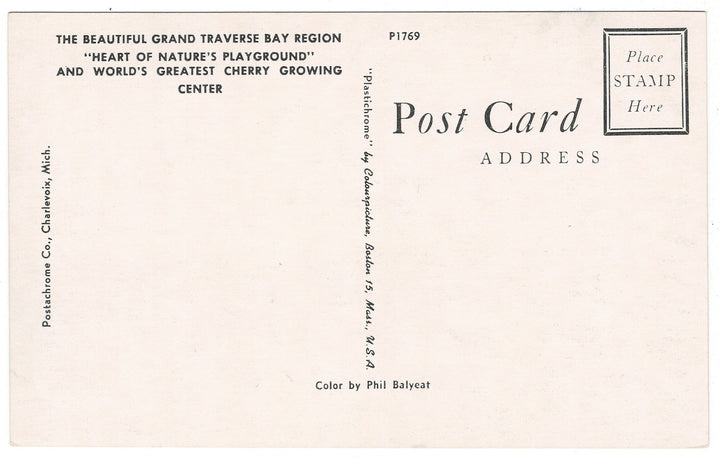 THE BEAUTIFUL GRAND TRAVERSE BAY REGION
"HEART OF NATURE'S PLAYGROUND"
AND WORLD'S GREATEST CHERRY GROWING
CENTER
Postachrome Co., Charlevoix, Mich.
"Plastichrome" by Colourpicture, Boston 15, Mass., U.S.A.
Color by Phil Balyeat
P1769
Post Card
ADDRESS
Place
STAMP
Here